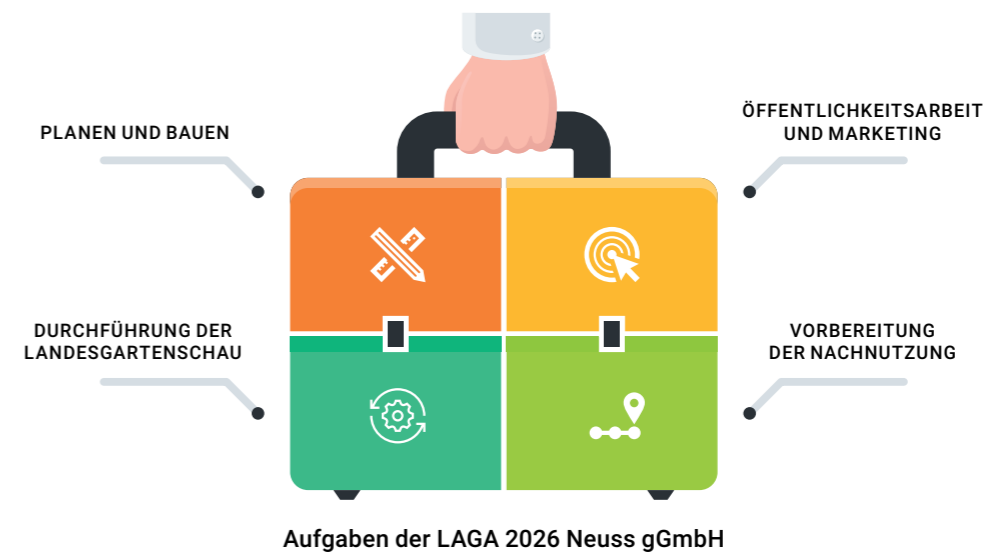 PLANEN UND BAUEN
ÖFFENTLICHKEITSARBEIT
UND MARKETING
DURCHFÜHRUNG DER
LANDESGARTENSCHAU
VORBEREITUNG
DER NACHNUTZUNG
Aufgaben der LAGA 2026 Neuss gGmbH